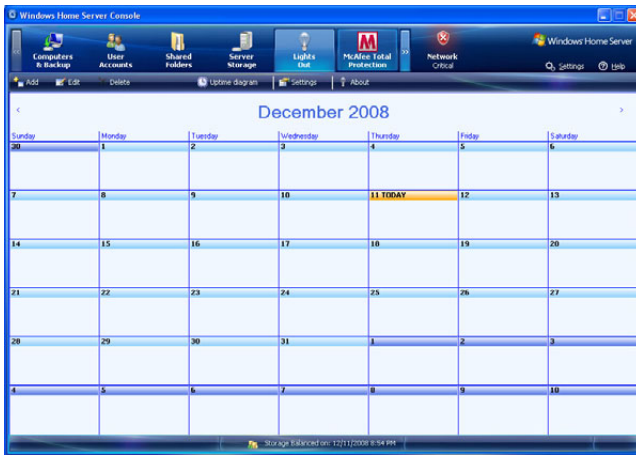 Windows Home Server Console
Computers & Backup
User Accounts
Shared Folders
Server Storage
Lights Out
McAfee Total Protection
Network Critical
Windows Home Server
Settings
Help
Add
Edit
Delete
Uptime diagram
Settings
About
December 2008
Sunday Monday Tuesday Wednesday Thursday Friday Saturday
30 1 2 3 4 5 6
7 8 9 10 11 TODAY 12 13
14 15 16 17 18 19 20
21 22 23 24 25 26 27
28 29 30 31 1 2 3
4 5 6 7 8 9 10
Storage Balanced on: 12/11/2008 8:54 PM